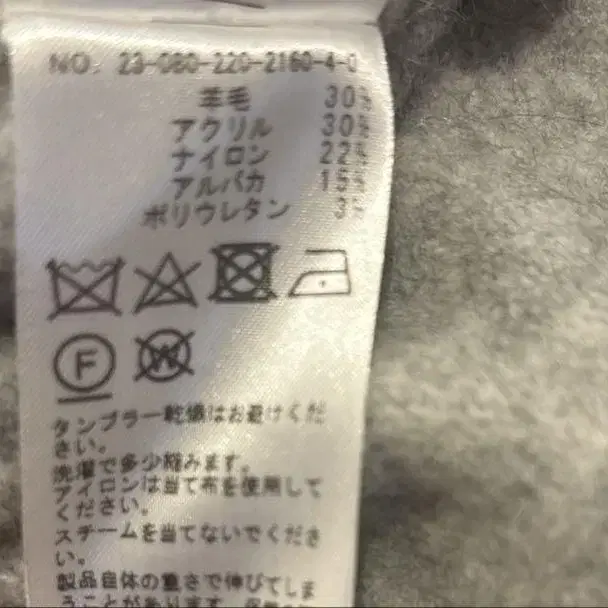 NO. 23-080-220-2160-4-0
羊毛 30%
アクリル 30%
ナイロン 22%
アルパカ 15%
ポリウレタン 3%
F W
タンブラー乾燥はお避けくだ
さい。
洗濯で多少縮みます。
アイロンは当て布を使用して
ください。
スチームを当てないでくださ
い。
製品自体の重さで伸びてしま
うことがあります。